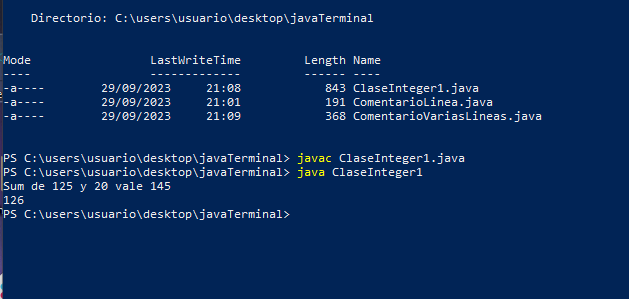 Directorio: C:\users\usuario\desktop\javaTerminal
Mode LastWriteTime Length Name
---- ------------- ------ ----
-a---- 29/09/2023 21:08 843 ClaseInteger1.java
-a---- 29/09/2023 21:01 191 ComentarioLinea.java
-a---- 29/09/2023 21:09 368 ComentarioVariasLineas.java
PS C:\users\usuario\desktop\javaTerminal> javac ClaseInteger1.java
PS C:\users\usuario\desktop\javaTerminal> java ClaseInteger1
Sum de 125 y 20 vale 145
126
PS C:\users\usuario\desktop\javaTerminal>